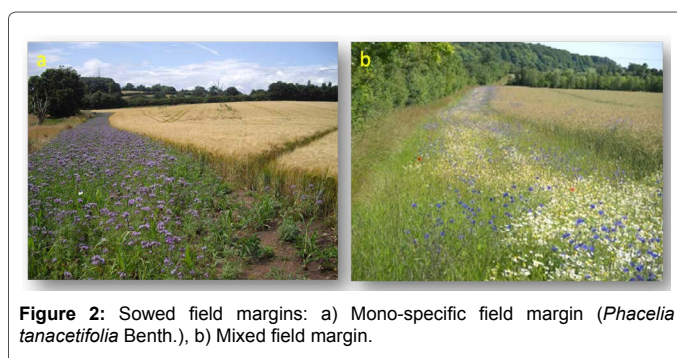 a
b
Figure 2: Sowed field margins: a) Mono-specific field margin (Phacelia
tanacetifolia Benth.), b) Mixed field margin.